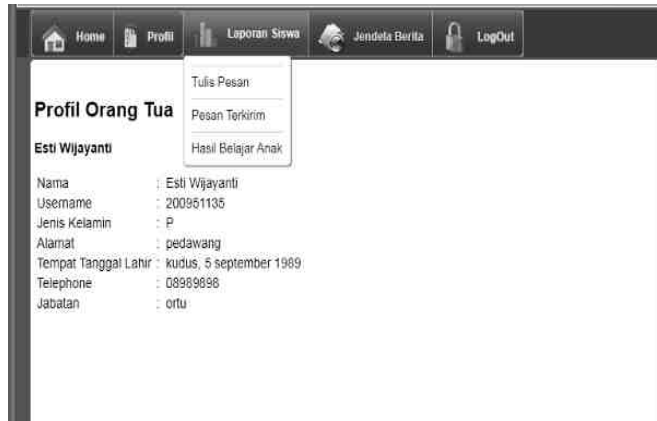 Home Profil Laporan Siswa Jendela Berita LogOut
Tulis Pesan
Pesan Terkirim
Hasil Belajar Anak
Profil Orang Tua
Esti Wijayanti
Nama : Esti Wijayanti
Username : 200951135
Jenis Kelamin : P
Alamat : pedawang
Tempat Tanggal Lahir : kudus, 5 september 1989
Telephone : 08989898
Jabatan : ortu